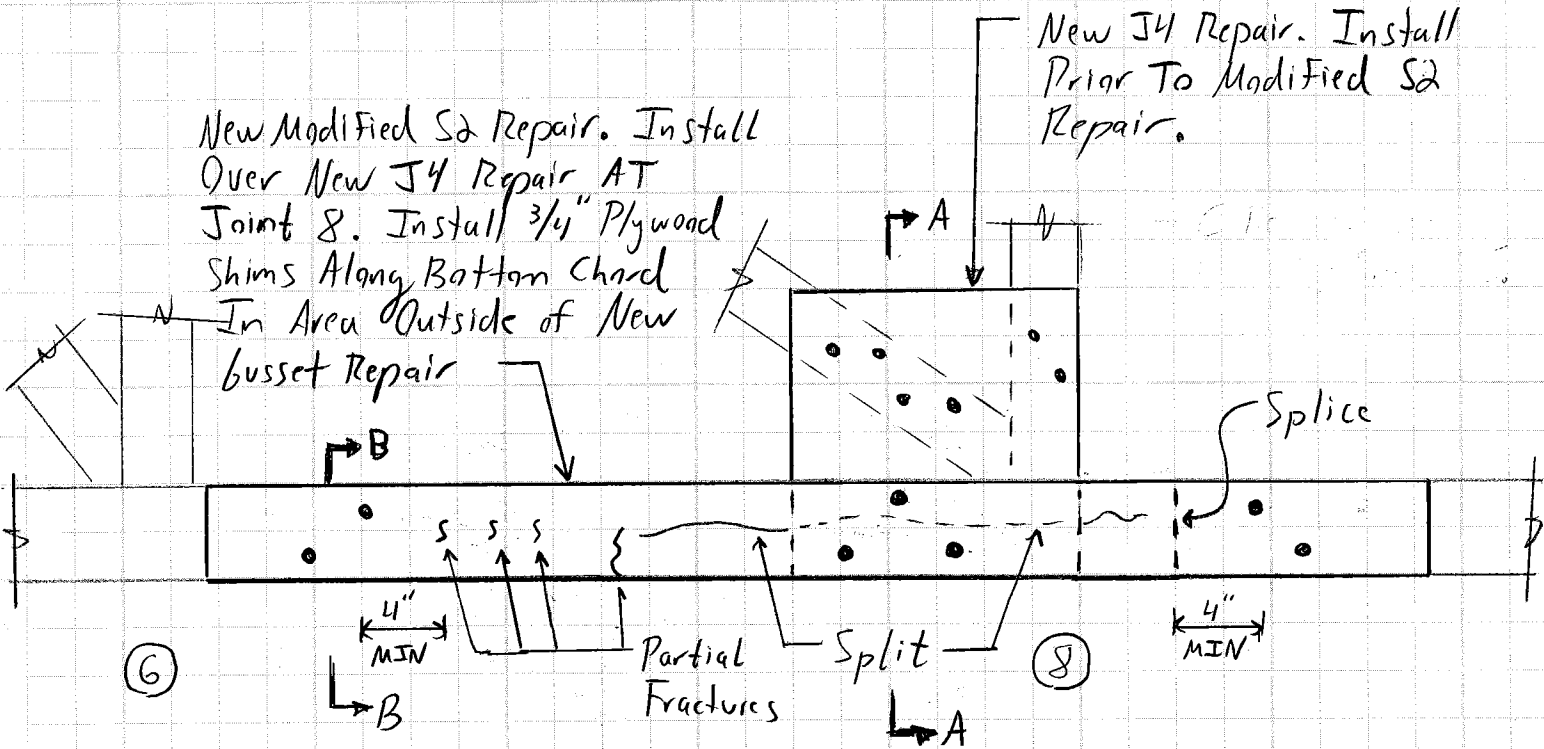 New J4 Repair. Install
Prior To Modified S2
Repair.
New Modified S2 Repair. Install
Over New J4 Repair AT
Joint 8. Install 3/4" Plywood
Shims Along Bottom Chord
In Area Outside of New
Gusset Repair
A
B
Splice
4"
MIN
4"
MIN
6
Partial
Fractures
Split
8
B
A